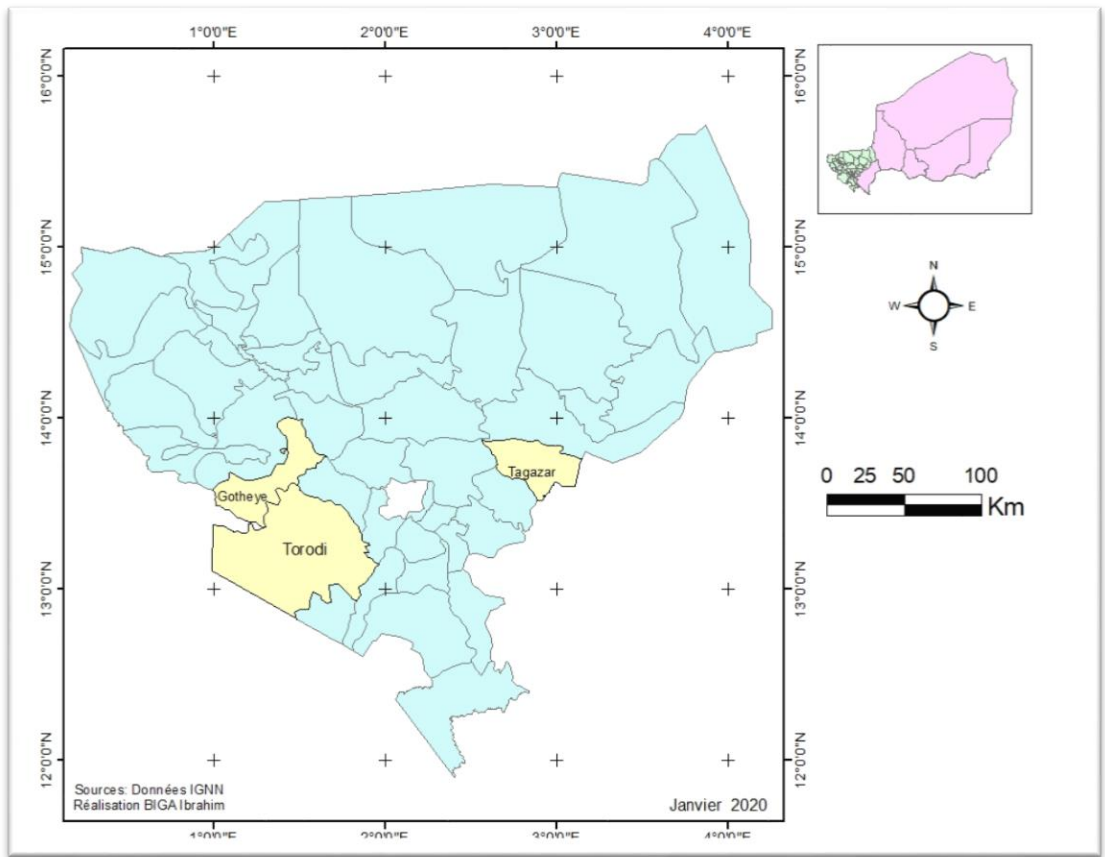 1°0'0"E 2°0'0"E 3°0'0"E 4°0'0"E
16°0'0"N 16°0'0"N
15°0'0"N 15°0'0"N
N
W E
S
14°0'0"N 14°0'0"N
Tagazar
Gotheye
0 25 50 100
Km
Torodi
13°0'0"N 13°0'0"N
12°0'0"N 12°0'0"N
Sources: Données IGNN
Réalisation BIGA Ibrahim
Janvier 2020
1°0'0"E 2°0'0"E 3°0'0"E 4°0'0"E